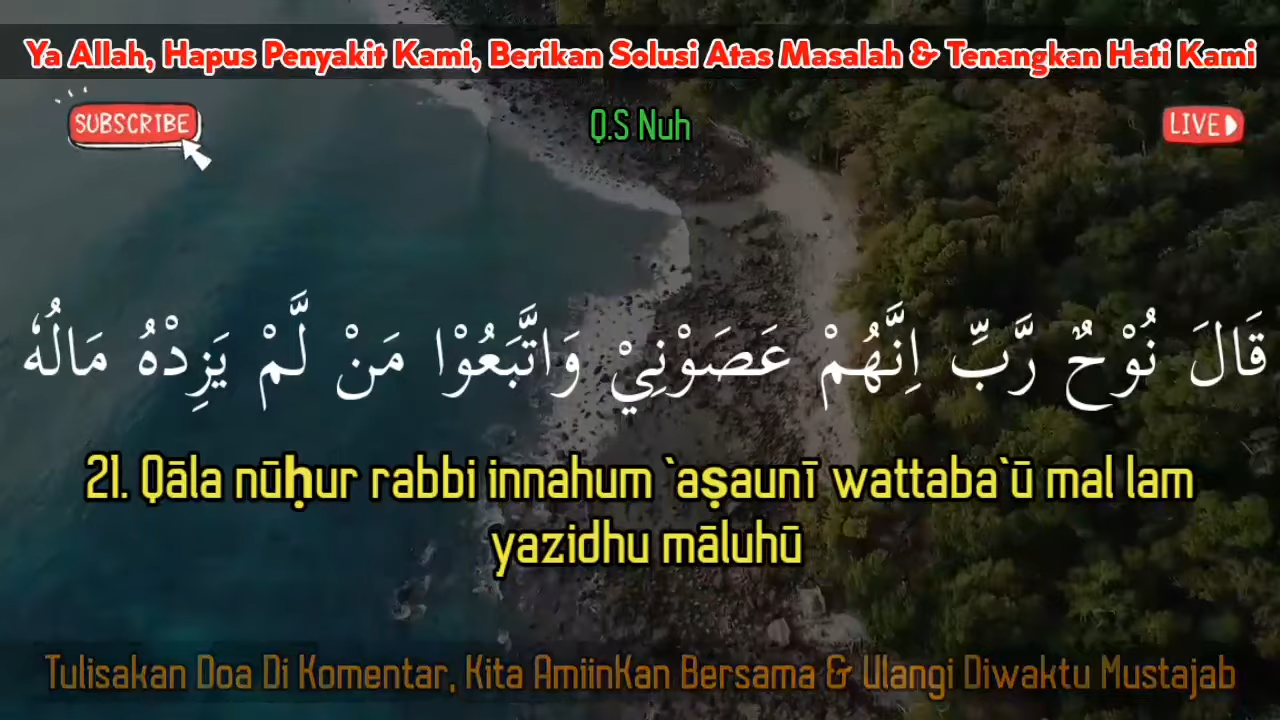 Ya Allah, Hapus Penyakit Kami, Berikan Solusi Atas Masalah & Tenangkan Hati Kami
SUBSCRIBE
Q.S Nuh
LIVE
قَالَ نُوْحٌ رَّبِّ اِنَّهُمْ عَصَوْنِيْ وَاتَّبَعُوْا مَنْ لَّمْ يَزِدْهُ مَالُهٗ
21. Qāla nūḥur rabbi innahum `aṣaunī wattaba`ū mal lam
yazidhu māluhū
Tulisakan Doa Di Komentar, Kita AmiinKan Bersama & Ulangi Diwaktu Mustajab